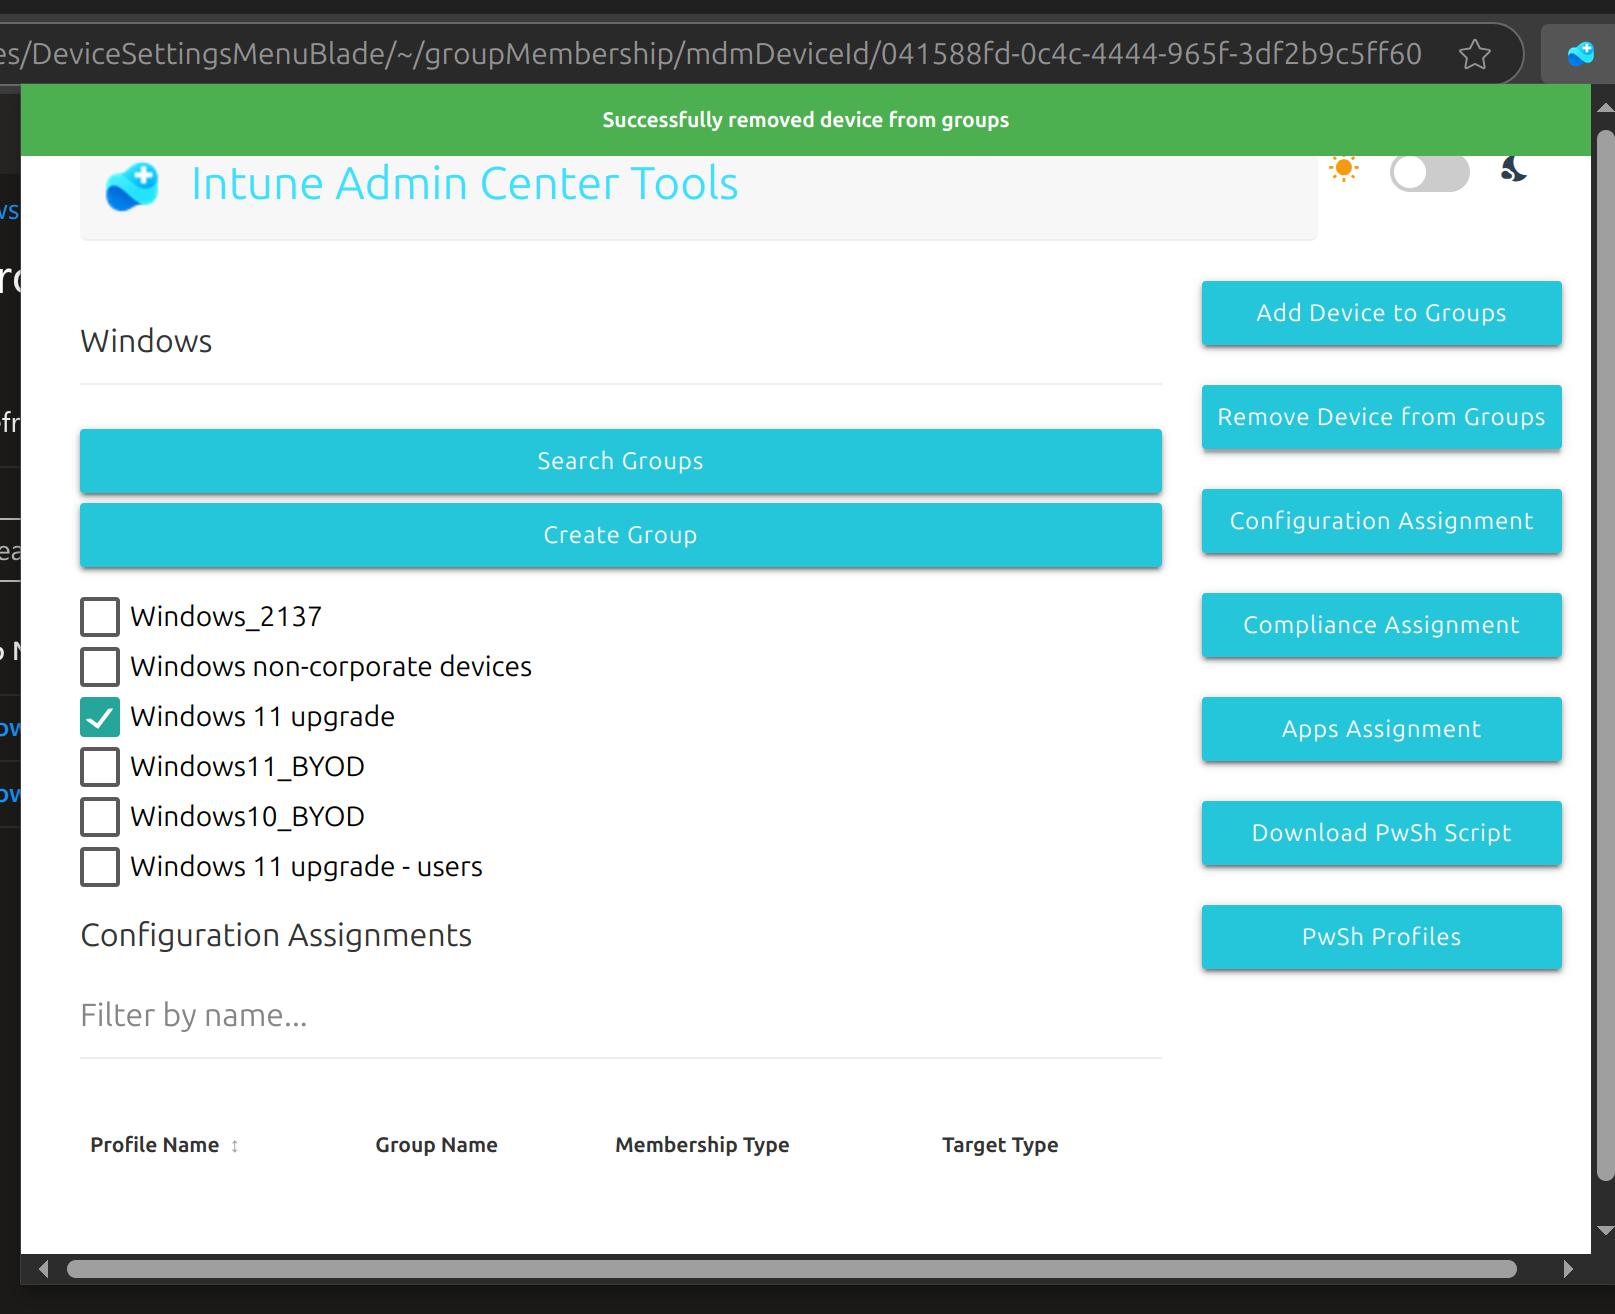 es/DeviceSettingsMenuBlade/~/groupMembership/mdmDeviceId/041588fd-0c4c-4444-965f-3df2b9c5ff60
Successfully removed device from groups
Intune Admin Center Tools
Windows
Add Device to Groups
Remove Device from Groups
Search Groups
Configuration Assignment
Create Group
Windows_2137
Compliance Assignment
Windows non-corporate devices
Windows 11 upgrade
Apps Assignment
Windows11_BYOD
Windows10_BYOD
Download PwSh Script
Windows 11 upgrade - users
Configuration Assignments
PwSh Profiles
Filter by name...
Profile Name ↕ Group Name Membership Type Target Type